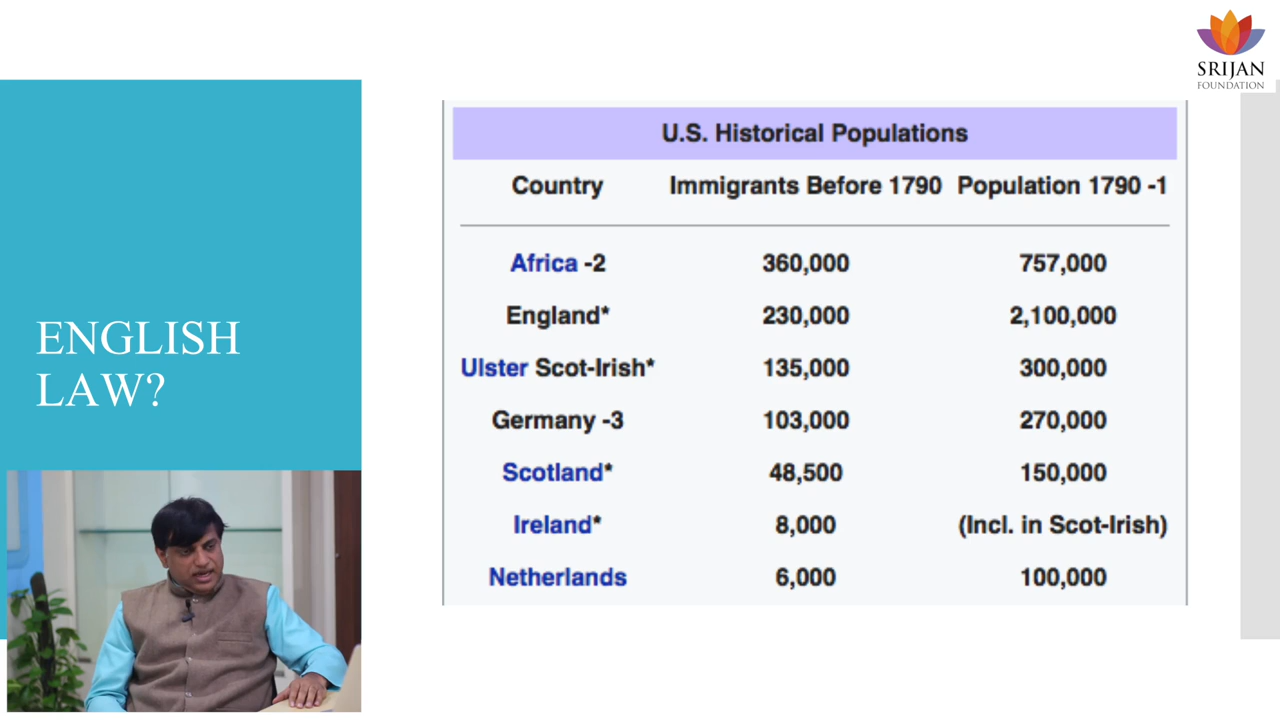 SRIJAN
FOUNDATION
ENGLISH
LAW?
U.S. Historical Populations
Country Immigrants Before 1790 Population 1790 -1
Africa -2 360,000 757,000
England* 230,000 2,100,000
Ulster Scot-Irish* 135,000 300,000
Germany -3 103,000 270,000
Scotland* 48,500 150,000
Ireland* 8,000 (Incl. in Scot-Irish)
Netherlands 6,000 100,000